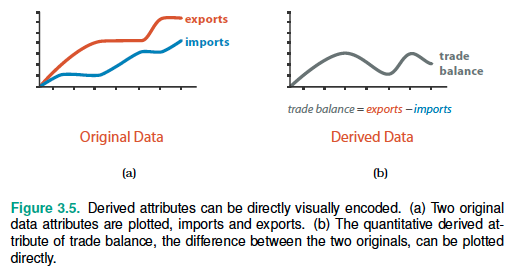 exports
imports
Original Data
(a)
trade
balance
trade balance = exports – imports
Derived Data
(b)
Figure 3.5. Derived attributes can be directly visually encoded. (a) Two original
data attributes are plotted, imports and exports. (b) The quantitative derived at-
tribute of trade balance, the difference between the two originals, can be plotted
directly.